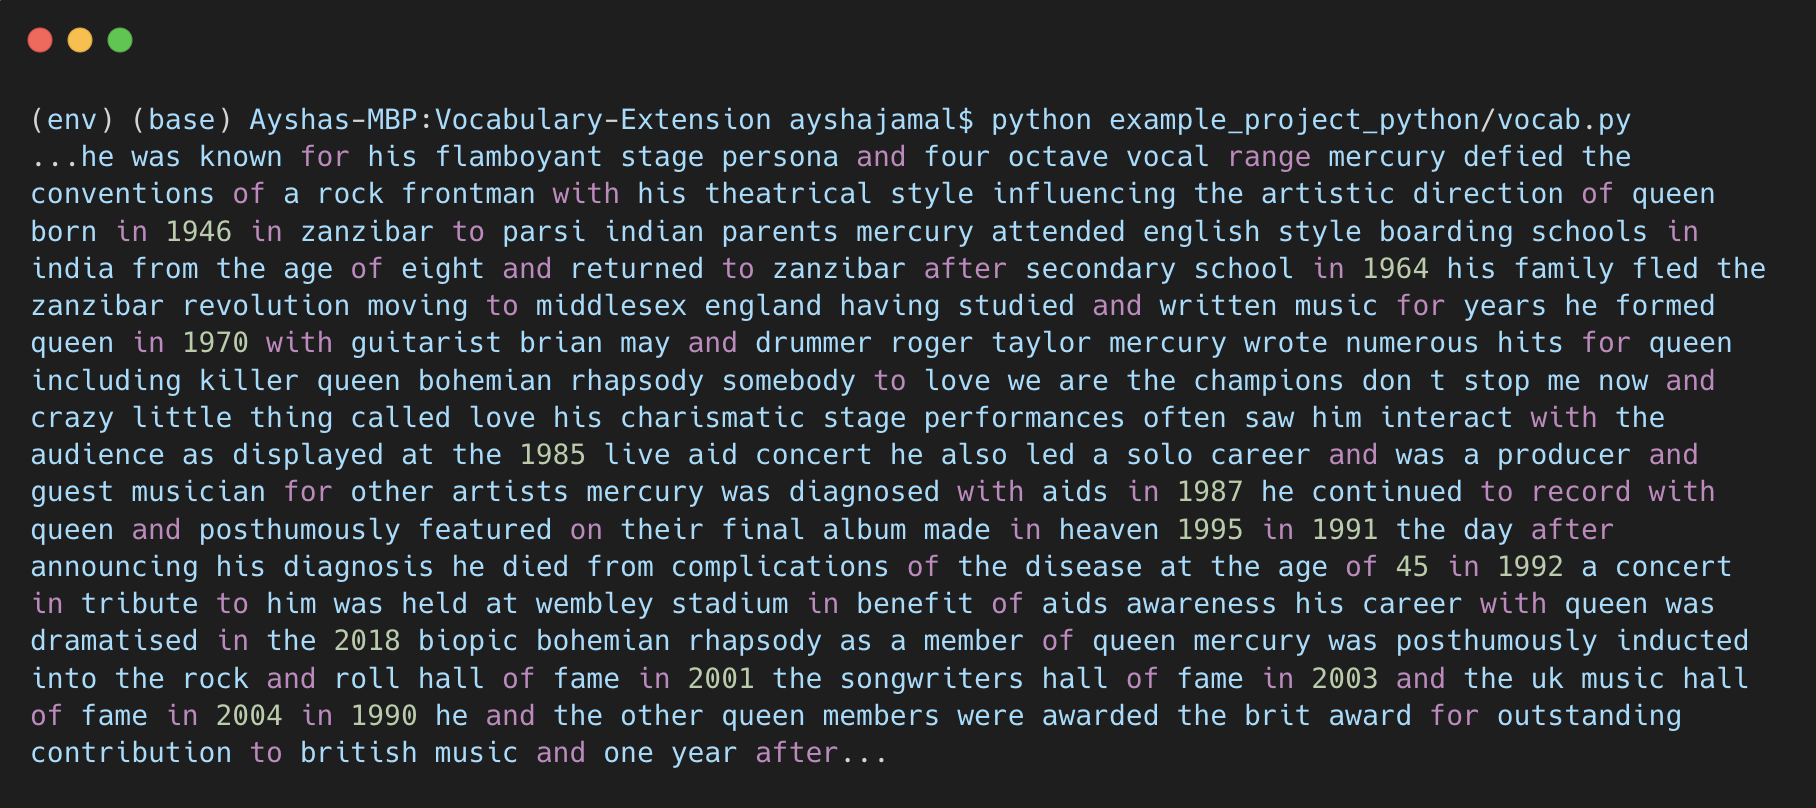 (env) (base) Ayshas-MBP:Vocabulary-Extension ayshajamal$ python example_project_python/vocab.py
...he was known for his flamboyant stage persona and four octave vocal range mercury defied the
conventions of a rock frontman with his theatrical style influencing the artistic direction of queen
born in 1946 in zanzibar to parsi indian parents mercury attended english style boarding schools in
india from the age of eight and returned to zanzibar after secondary school in 1964 his family fled the
zanzibar revolution moving to middlesex england having studied and written music for years he formed
queen in 1970 with guitarist brian may and drummer roger taylor mercury wrote numerous hits for queen
including killer queen bohemian rhapsody somebody to love we are the champions don t stop me now and
crazy little thing called love his charismatic stage performances often saw him interact with the
audience as displayed at the 1985 live aid concert he also led a solo career and was a producer and
guest musician for other artists mercury was diagnosed with aids in 1987 he continued to record with
queen and posthumously featured on their final album made in heaven 1995 in 1991 the day after
announcing his diagnosis he died from complications of the disease at the age of 45 in 1992 a concert
in tribute to him was held at wembley stadium in benefit of aids awareness his career with queen was
dramatised in the 2018 biopic bohemian rhapsody as a member of queen mercury was posthumously inducted
into the rock and roll hall of fame in 2001 the songwriters hall of fame in 2003 and the uk music hall
of fame in 2004 in 1990 he and the other queen members were awarded the brit award for outstanding
contribution to british music and one year after...